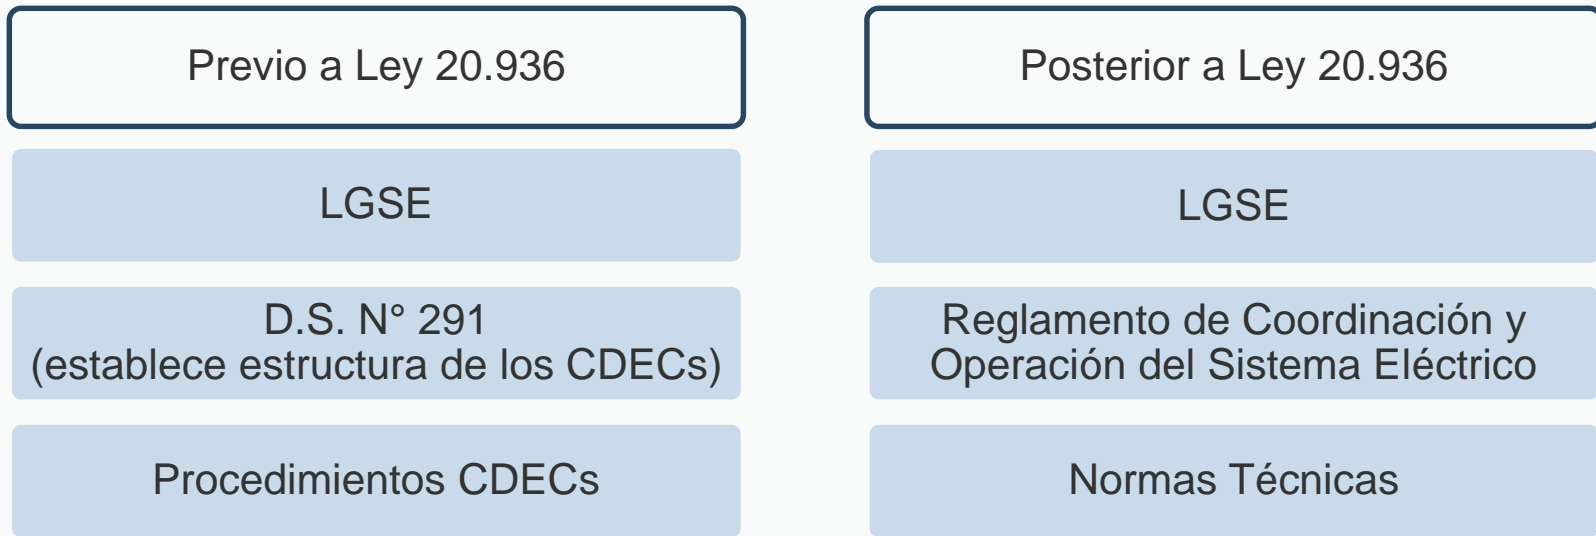 Previo a Ley 20.936
LGSE
D.S. N° 291
(establece estructura de los CDECs)
Procedimientos CDECs
Posterior a Ley 20.936
LGSE
Reglamento de Coordinación y
Operación del Sistema Eléctrico
Normas Técnicas